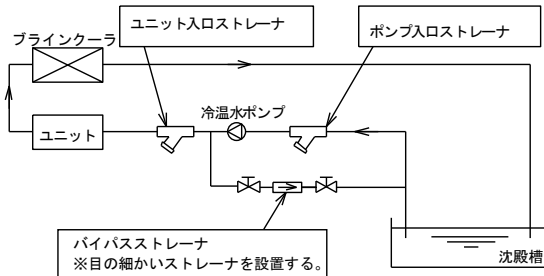 ユニット入口ストレーナ
ポンプ入口ストレーナ
ブラインクーラ
冷温水ポンプ
ユニット
バイパスストレーナ
※目の細かいストレーナを設置する。
沈殿槽